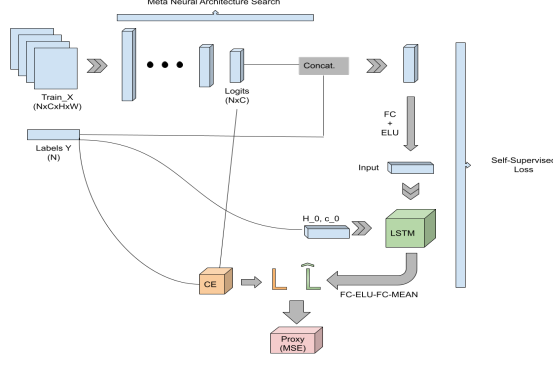 Meta Neural Architecture Search
Concat.
Train_X
(NxCxHxW)
Logits
(NxC)
FC
+
ELU
Labels Y
(N)
Input
Self-Supervised
Loss
H_0, c_0
LSTM
CE
L
L̂
FC-ELU-FC-MEAN
Proxy
(MSE)